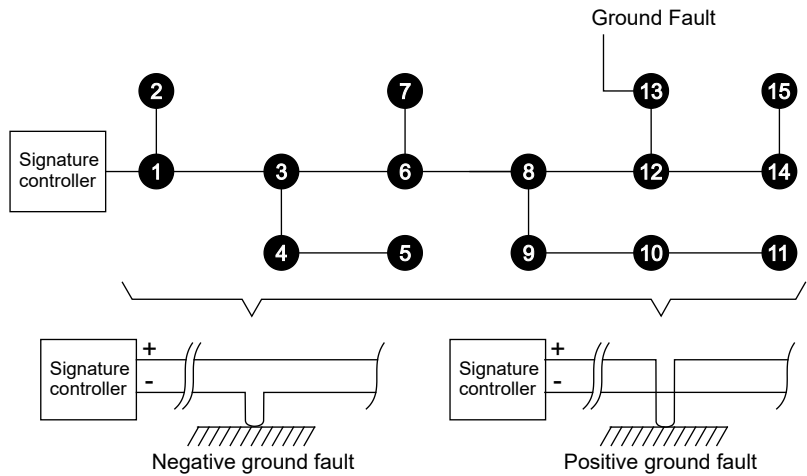 Ground Fault
2
7
13
15
Signature
controller
1
3
6
8
12
14
4
5
9
10
11
Signature
controller
+
-
Signature
controller
+
-
Negative ground fault
Positive ground fault